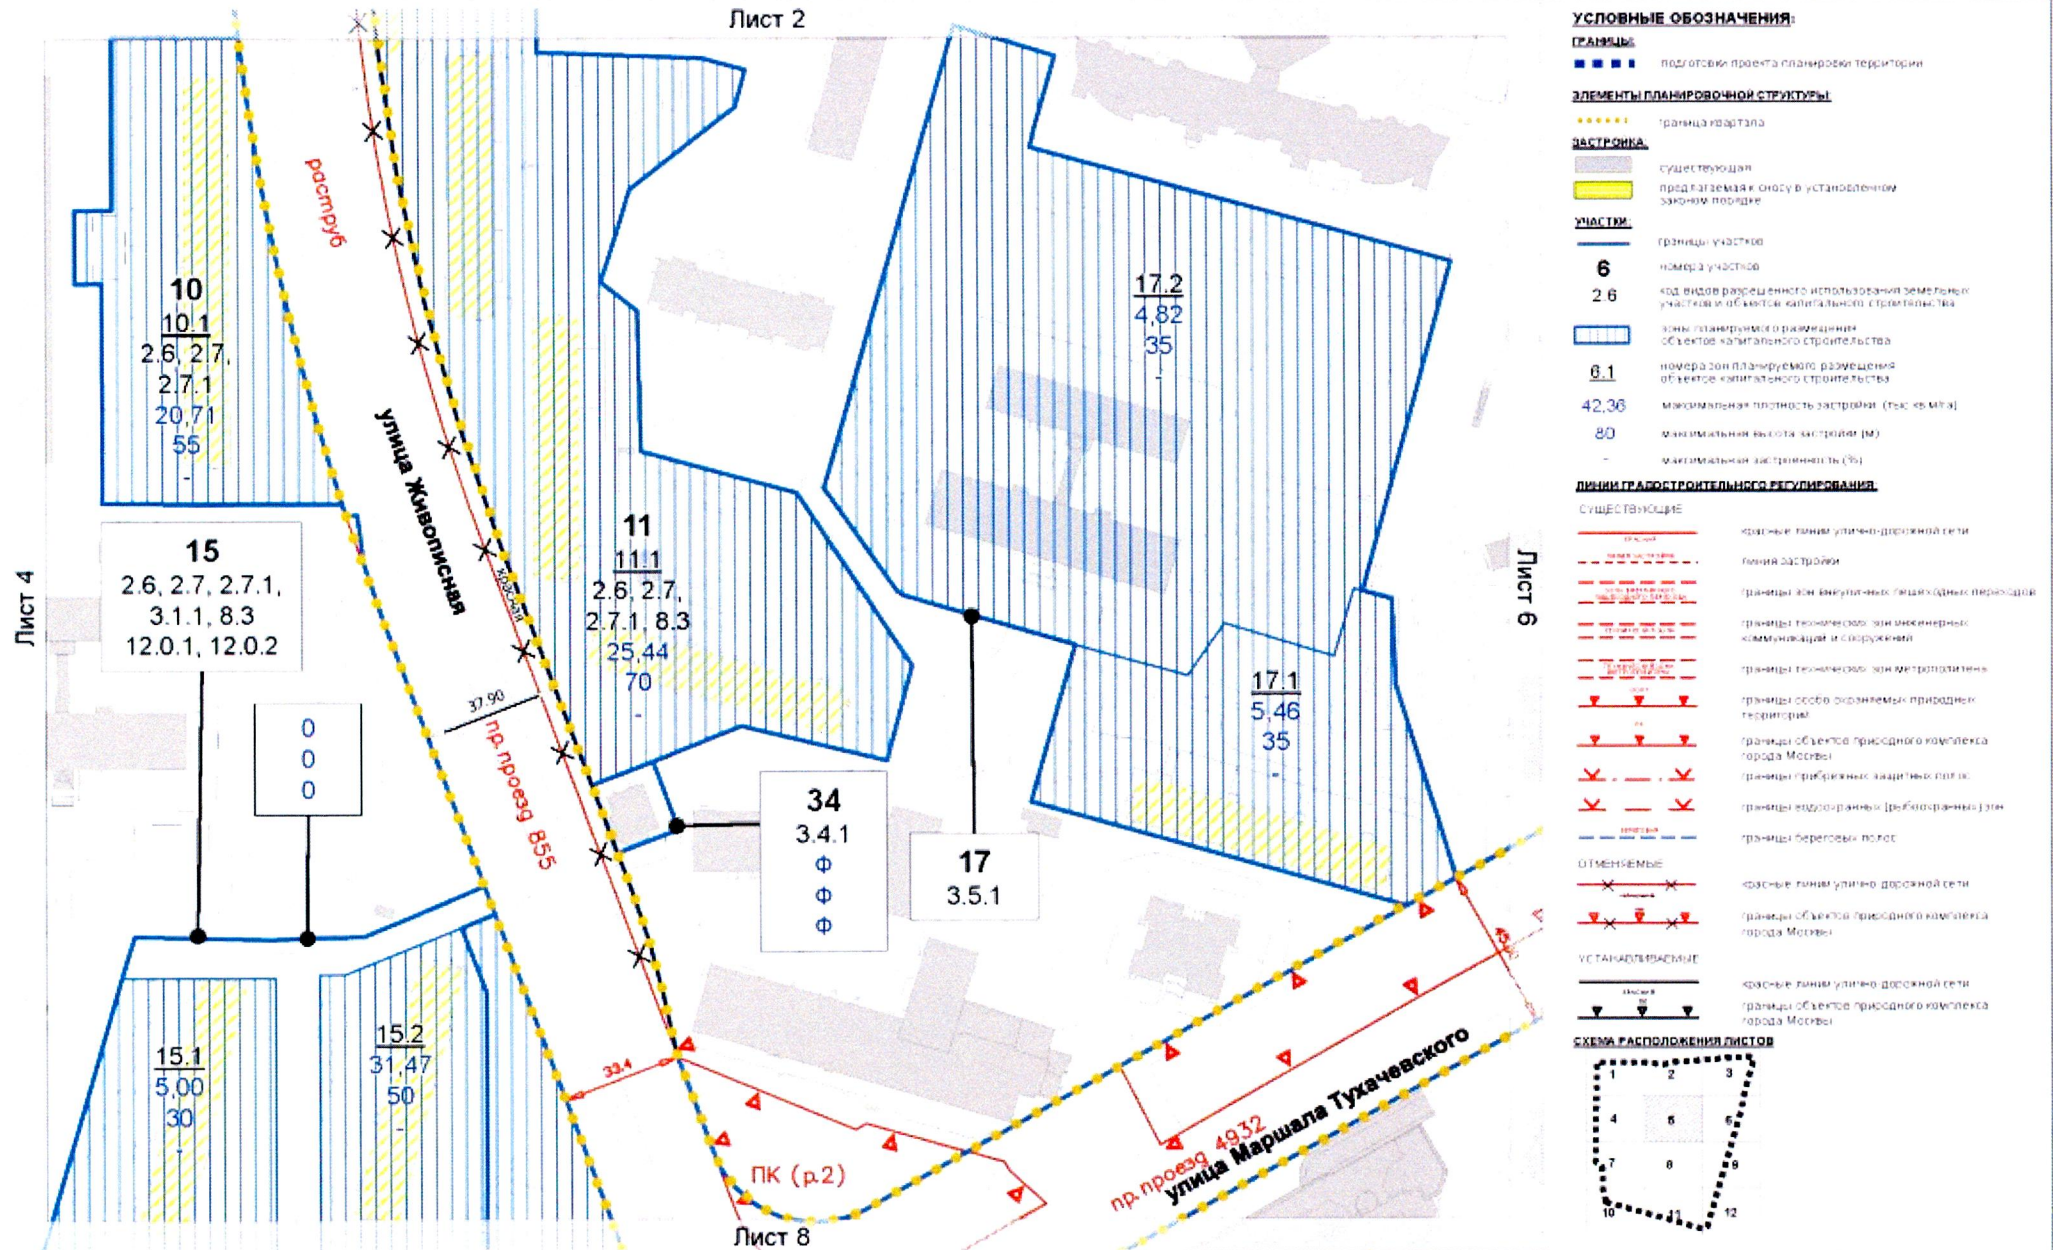 Лист 2
Лист 4
Лист 6
Лист 8
раструб
улица Живописная
красная
37.90
пр. проезд 855
33.4
ПК (р.2)
пр. проезд 4932
улица Маршала Тухачевского
10
10.1
2.6, 2.7,
2.7.1
20,71
55
-
15
2.6, 2.7, 2.7.1,
3.1.1, 8.3
12.0.1, 12.0.2
0
0
0
11
11.1
2.6, 2.7,
2.7.1, 8.3
25,44
70
-
17.2
4,82
35
-
17.1
5,46
35
-
34
3.4.1
Ф
Ф
Ф
17
3.5.1
15.1
5,00
30
-
15.2
31,47
50
-
УСЛОВНЫЕ ОБОЗНАЧЕНИЯ:
ГРАНИЦЫ:
подготовки проекта планировки территории
ЭЛЕМЕНТЫ ПЛАНИРОВОЧНОЙ СТРУКТУРЫ:
граница квартала
ЗАСТРОЙКА:
существующая
предлагаемая к сносу в установленном
законом порядке
УЧАСТКИ:
границы участков
6
номера участков
2.6
код видов разрешенного использования земельных
участков и объектов капитального строительства
зоны планируемого размещения
объектов капитального строительства
6.1
номера зон планируемого размещения
объектов капитального строительства
42,36
максимальная плотность застройки (тыс.кв.м/га)
80
максимальная высота застройки (м)
-
максимальная застроенность (%)
ЛИНИИ ГРАДОСТРОИТЕЛЬНОГО РЕГУЛИРОВАНИЯ:
СУЩЕСТВУЮЩИЕ
красные линии улично-дорожной сети
линия застройки
границы зон внеуличных пешеходных переходов
границы технических зон инженерных
коммуникаций и сооружений
границы технических зон метрополитена
границы особо охраняемых природных
территорий
границы объектов природного комплекса
города Москвы
границы прибрежных защитных полос
границы водоохранных (рыбоохранных) зон
границы береговых полос
ОТМЕНЯЕМЫЕ
красные линии улично-дорожной сети
границы объектов природного комплекса
города Москвы
УСТАНАВЛИВАЕМЫЕ
красные линии улично-дорожной сети
границы объектов природного комплекса
города Москвы
СХЕМА РАСПОЛОЖЕНИЯ ЛИСТОВ
1 2 3
4 5 6
7 8 9
10 11 12